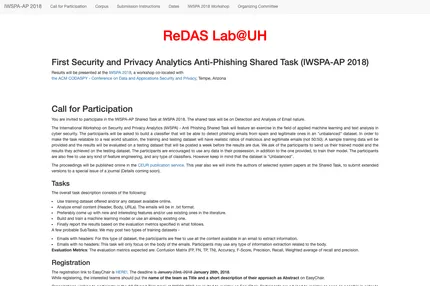 IWSPA-AP 2018 Call for Participation Corpus Submission Instructions Dates IWSPA 2018 Workshop Organizing Committee
ReDAS Lab@UH
First Security and Privacy Analytics Anti-Phishing Shared Task (IWSPA-AP 2018)
Results will be presented at the IWSPA 2018, a workshop co-located with
the ACM CODASPY - Conference on Data and Applications Security and Privacy, Tempe, Arizona
Call for Participation
You are invited to participate in the IWSPA-AP Shared Task at IWSPA 2018. The shared task will be on Detection and Analysis of Email nature.
The International Workshop on Security and Privacy Analytics (IWSPA) - Anti Phishing Shared Task will feature an exercise in the field of applied machine learning and text analysis in
cyber security. The participants will be asked to build a classifier that will be able to detect phishing emails from spam and legitimate ones in an "unbalanced" dataset. In order to
make the task relatable to a real world situation, the training and testing dataset will have realistic ratios of malicious and legitimate emails (not 50:50). A sample training data will be
provided and the results will be evaluated on a testing dataset that will be posted a week before the results are due. We ask of the participants to send us their trained model and the
results they achieved on the testing dataset. The participants are encouraged to use any data in their possession, in addition to the one provided, to train their model. The participants
are also free to use any kind of feature engineering, and any type of classifiers. However keep in mind that the dataset is "Unbalanced".
The proceedings will be published online in the CEUR publication service. This year also we will invite the authors of selected system papers at the Shared Task, to submit extended
versions to a special issue of a journal (Details coming soon).
Tasks
The overall task description consists of the following:
Use training dataset offered and/or any dataset available online.
Analyze email content (Header, Body, URLs). The emails will be in .txt format.
Preferably come up with new and interesting features and/or use existing ones in the literature.
Build and train a machine learning model or use an already existing one.
Finally report the results based on the evaluation metrics specified in what follows.
A few probable SubTasks: We may post two types of training datasets -
Emails with headers: For this type of dataset, the participants are free to use all the content available in an email to extract information.
Emails with no headers: This task will only focus on the body of the emails. Participants may use any type of information extraction related to the body.
Evaluation Metrics: The evaluation metrics expected are: Confusion Matrix (FP, FN, TP, TN), Accuracy, F-Score, Precision, Recall, Weighted average of recall and precision.
Registration
The registration link to EasyChair is HERE!. The deadline is January 22nd 2018 January 28th, 2018.
While registering, the interested teams should put the name of the team as Title and a short description of their approach as Abstract on EasyChair.